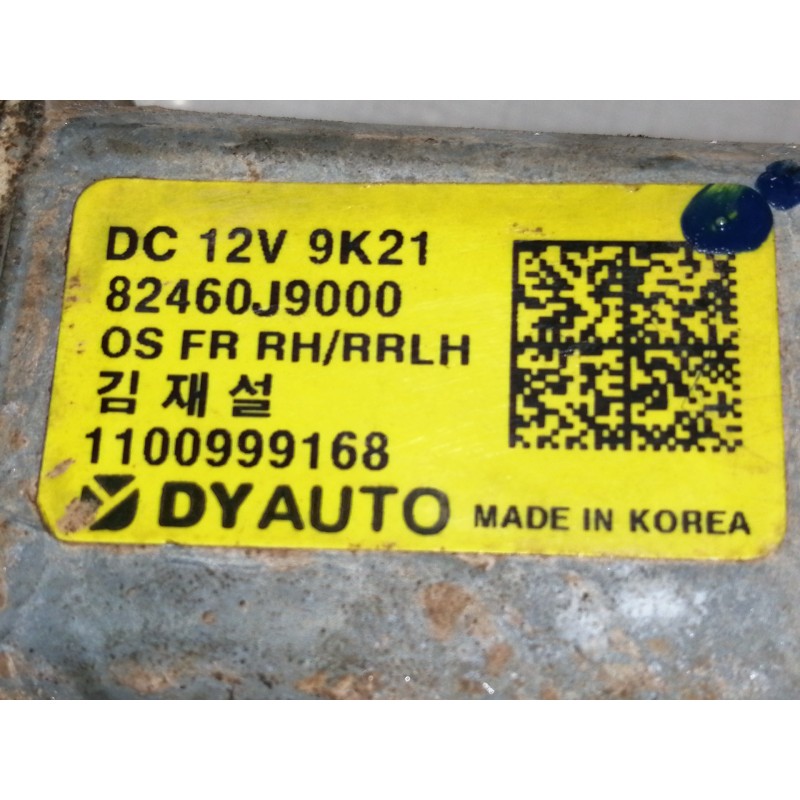 DC 12V 9K21
82460J9000
OS FR RH/RRLH
김재설
1100999168
DYAUTO MADE IN KOREA